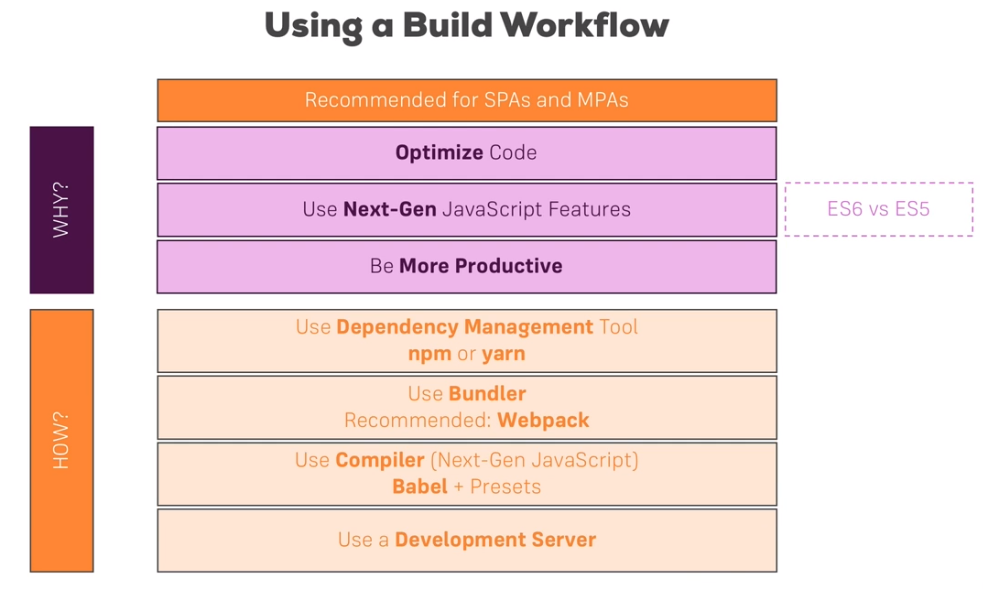 Using a Build Workflow
Recommended for SPAs and MPAs
WHY?
Optimize Code
Use Next-Gen JavaScript Features
ES6 vs ES5
Be More Productive
HOW?
Use Dependency Management Tool
npm or yarn
Use Bundler
Recommended: Webpack
Use Compiler (Next-Gen JavaScript)
Babel + Presets
Use a Development Server